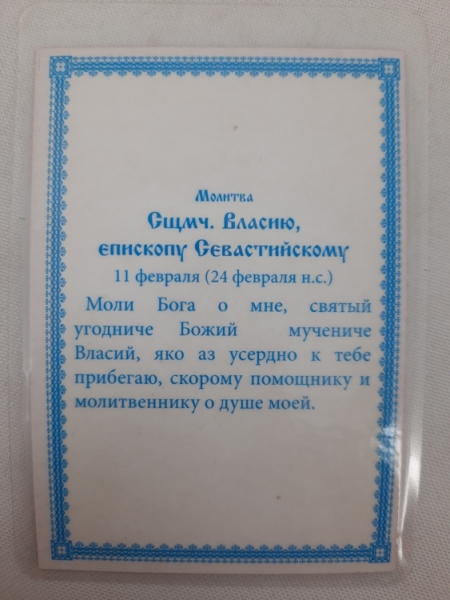 Молитва
Сщмч. Власию,
епископу Севастийскому
11 февраля (24 февраля н.с.)
Моли Бога о мне, святый
угодниче Божий мучениче
Власий, яко аз усердно к тебе
прибегаю, скорому помощнику и
молитвеннику о душе моей.